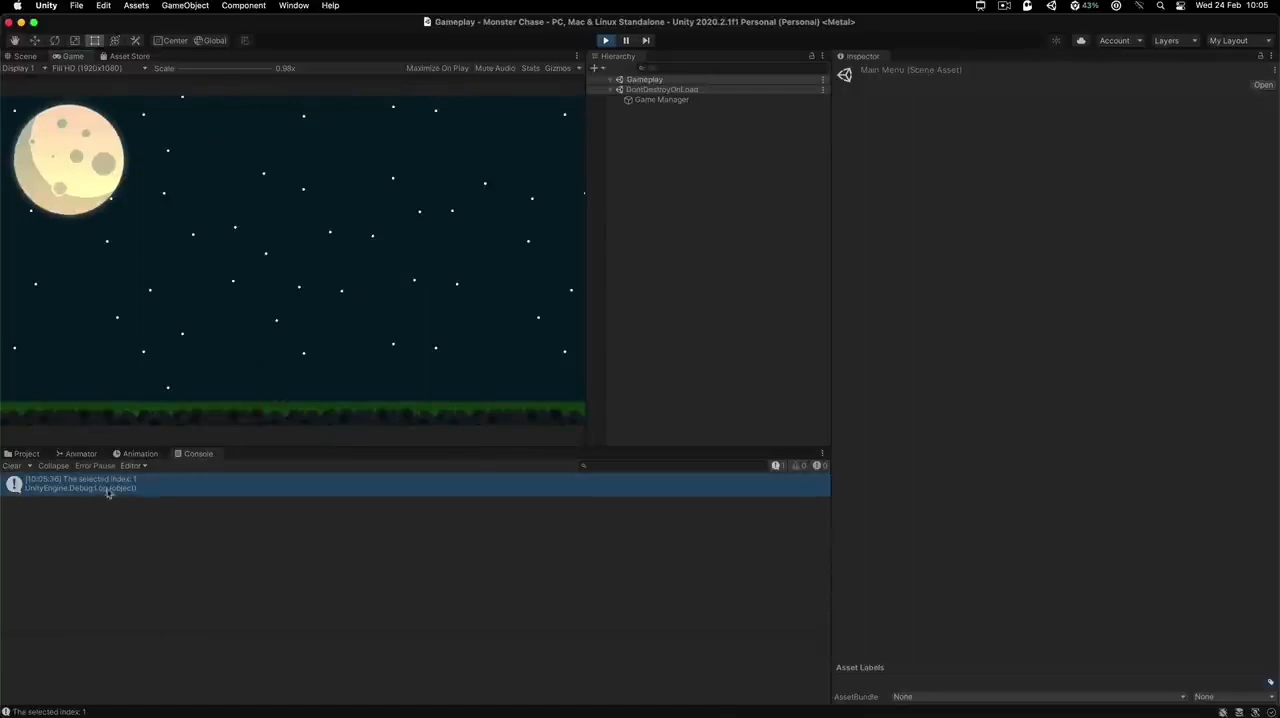 Unity File Edit Assets GameObject Component Window Help 43% Wed 24 Feb 10:05
Gameplay - Monster Chase - PC, Mac & Linux Standalone - Unity 2020.2.1f1 Personal (Personal) <Metal>
Center Global Account Layers My Layout
Scene Game Asset Store Hierarchy Inspector
Display 1 Full HD (1920x1080) Scale 0.98x Maximize On Play Mute Audio Stats Gizmos
Main Menu (Scene Asset)
Open
Gameplay
DontDestroyOnLoad
Game Manager
Project Animator Animation Console
Clear Collapse Error Pause Editor 1 0 0
[10:05:36] The selected index: 1
UnityEngine.Debug:Log(object)
Asset Labels
AssetBundle None None
The selected index: 1